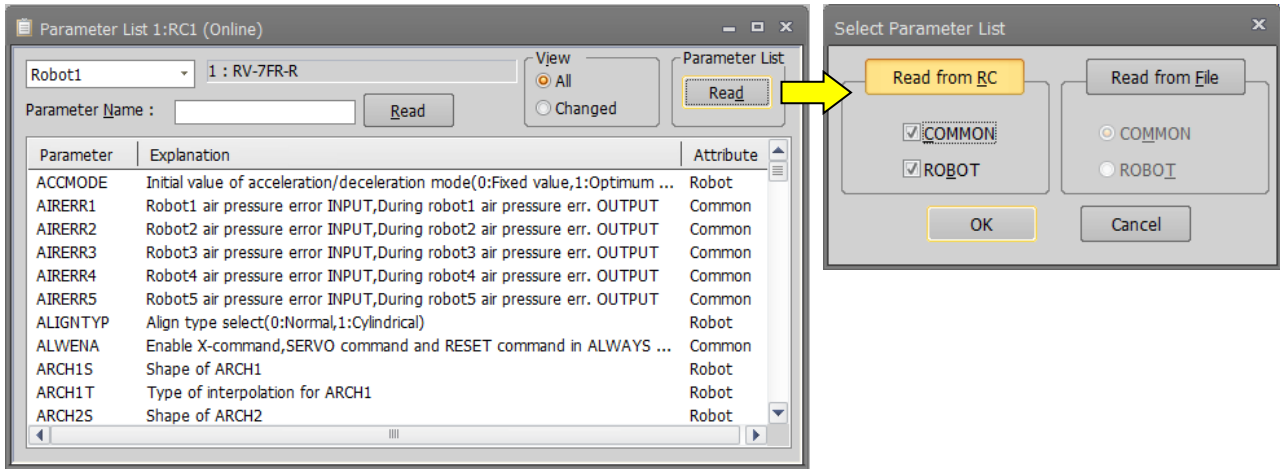 Parameter List 1:RC1 (Online)
Robot1
1 : RV-7FR-R
View
All
Changed
Parameter List
Read
Parameter Name :
Read
Parameter Explanation Attribute
ACCMODE Initial value of acceleration/deceleration mode(0:Fixed value,1:Optimum ... Robot
AIRERR1 Robot1 air pressure error INPUT,During robot1 air pressure err. OUTPUT Common
AIRERR2 Robot2 air pressure error INPUT,During robot2 air pressure err. OUTPUT Common
AIRERR3 Robot3 air pressure error INPUT,During robot3 air pressure err. OUTPUT Common
AIRERR4 Robot4 air pressure error INPUT,During robot4 air pressure err. OUTPUT Common
AIRERR5 Robot5 air pressure error INPUT,During robot5 air pressure err. OUTPUT Common
ALIGNTYP Align type select(0:Normal,1:Cylindrical) Robot
ALWENA Enable X-command,SERVO command and RESET command in ALWAYS ... Common
ARCH1S Shape of ARCH1 Robot
ARCH1T Type of interpolation for ARCH1 Robot
ARCH2S Shape of ARCH2 Robot
Select Parameter List
Read from RC
COMMON
ROBOT
Read from File
COMMON
ROBOT
OK
Cancel